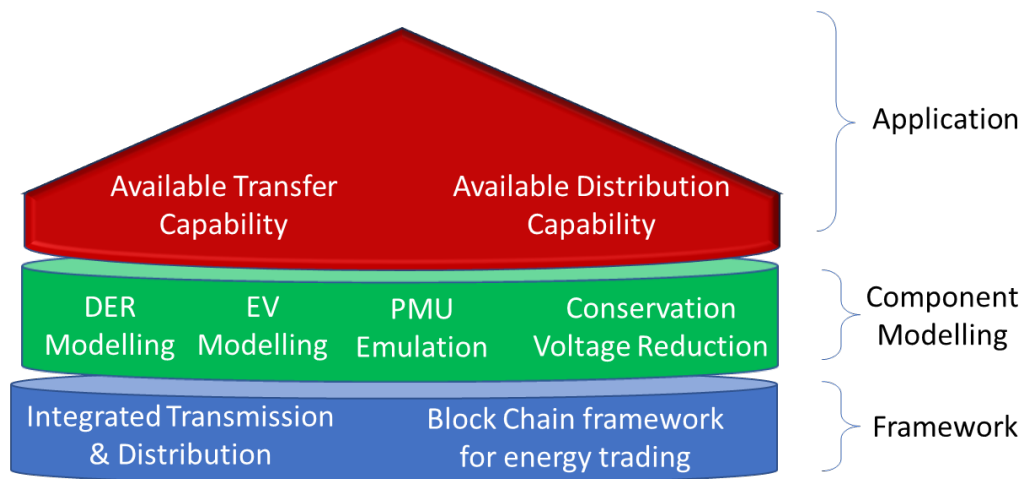 Available Transfer
Capability
Available Distribution
Capability
Application
DER
Modelling
EV
Modelling
PMU
Emulation
Conservation
Voltage Reduction
Component
Modelling
Integrated Transmission
& Distribution
Block Chain framework
for energy trading
Framework